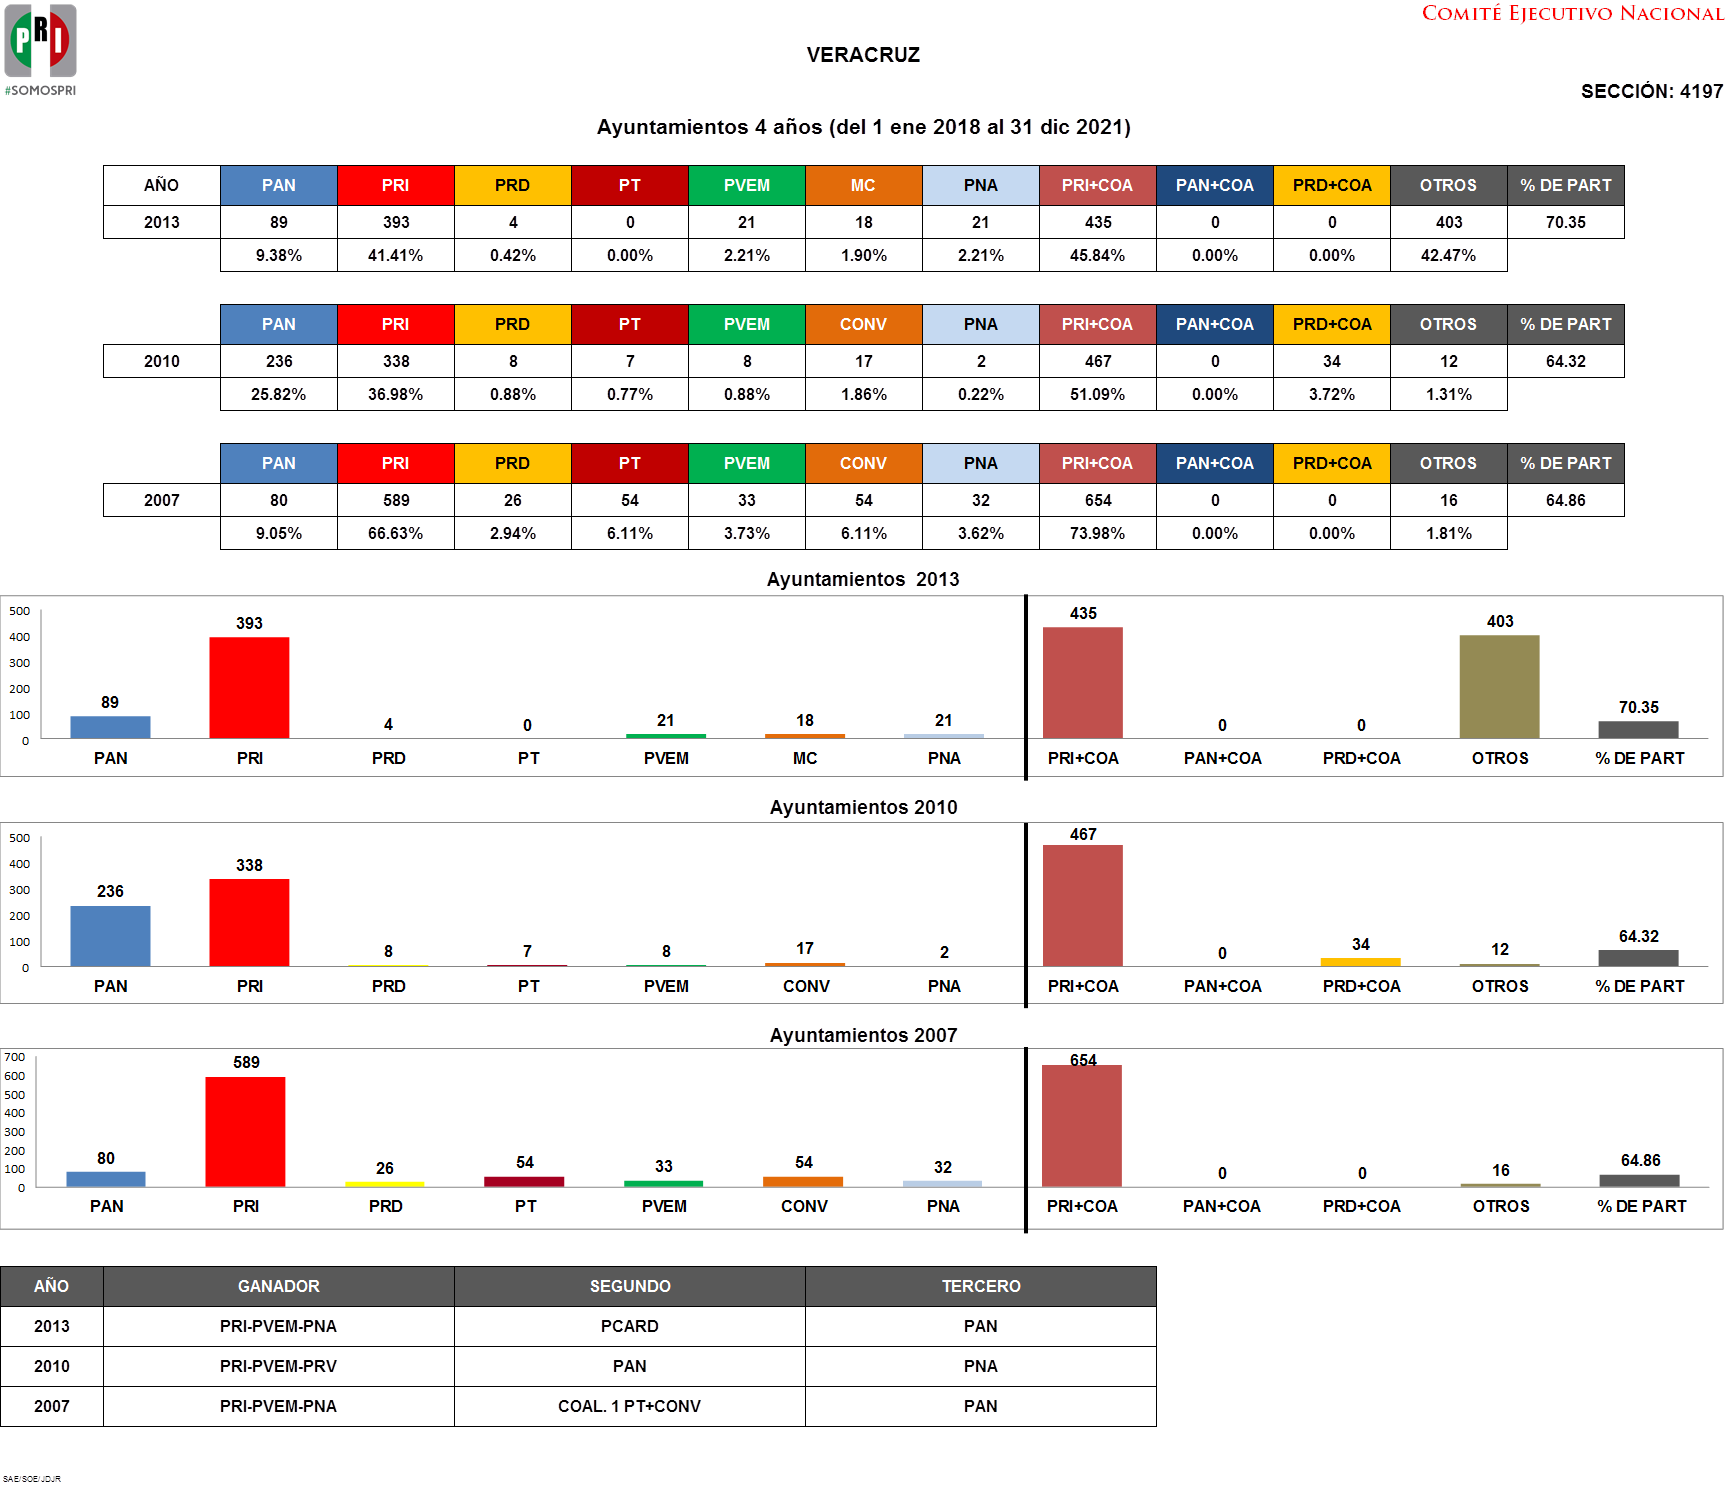 PRI
#SOMOSPRI
COMITÉ EJECUTIVO NACIONAL
VERACRUZ
SECCIÓN: 4197
Ayuntamientos 4 años (del 1 ene 2018 al 31 dic 2021)
AÑO PAN PRI PRD PT PVEM MC PNA PRI+COA PAN+COA PRD+COA OTROS % DE PART
2013 89 393 4 0 21 18 21 435 0 0 403 70.35
9.38% 41.41% 0.42% 0.00% 2.21% 1.90% 2.21% 45.84% 0.00% 0.00% 42.47%
PAN PRI PRD PT PVEM CONV PNA PRI+COA PAN+COA PRD+COA OTROS % DE PART
2010 236 338 8 7 8 17 2 467 0 34 12 64.32
25.82% 36.98% 0.88% 0.77% 0.88% 1.86% 0.22% 51.09% 0.00% 3.72% 1.31%
PAN PRI PRD PT PVEM CONV PNA PRI+COA PAN+COA PRD+COA OTROS % DE PART
2007 80 589 26 54 33 54 32 654 0 0 16 64.86
9.05% 66.63% 2.94% 6.11% 3.73% 6.11% 3.62% 73.98% 0.00% 0.00% 1.81%
Ayuntamientos 2013
500
400
300
200
100
0
89 393 4 0 21 18 21 435 0 0 403 70.35
PAN PRI PRD PT PVEM MC PNA PRI+COA PAN+COA PRD+COA OTROS % DE PART
Ayuntamientos 2010
500
400
300
200
100
0
236 338 8 7 8 17 2 467 0 34 12 64.32
PAN PRI PRD PT PVEM CONV PNA PRI+COA PAN+COA PRD+COA OTROS % DE PART
Ayuntamientos 2007
700
600
500
400
300
200
100
0
80 589 26 54 33 54 32 654 0 0 16 64.86
PAN PRI PRD PT PVEM CONV PNA PRI+COA PAN+COA PRD+COA OTROS % DE PART
AÑO GANADOR SEGUNDO TERCERO
2013 PRI-PVEM-PNA PCARD PAN
2010 PRI-PVEM-PRV PAN PNA
2007 PRI-PVEM-PNA COAL. 1 PT+CONV PAN
SAE/SOE/JDJR